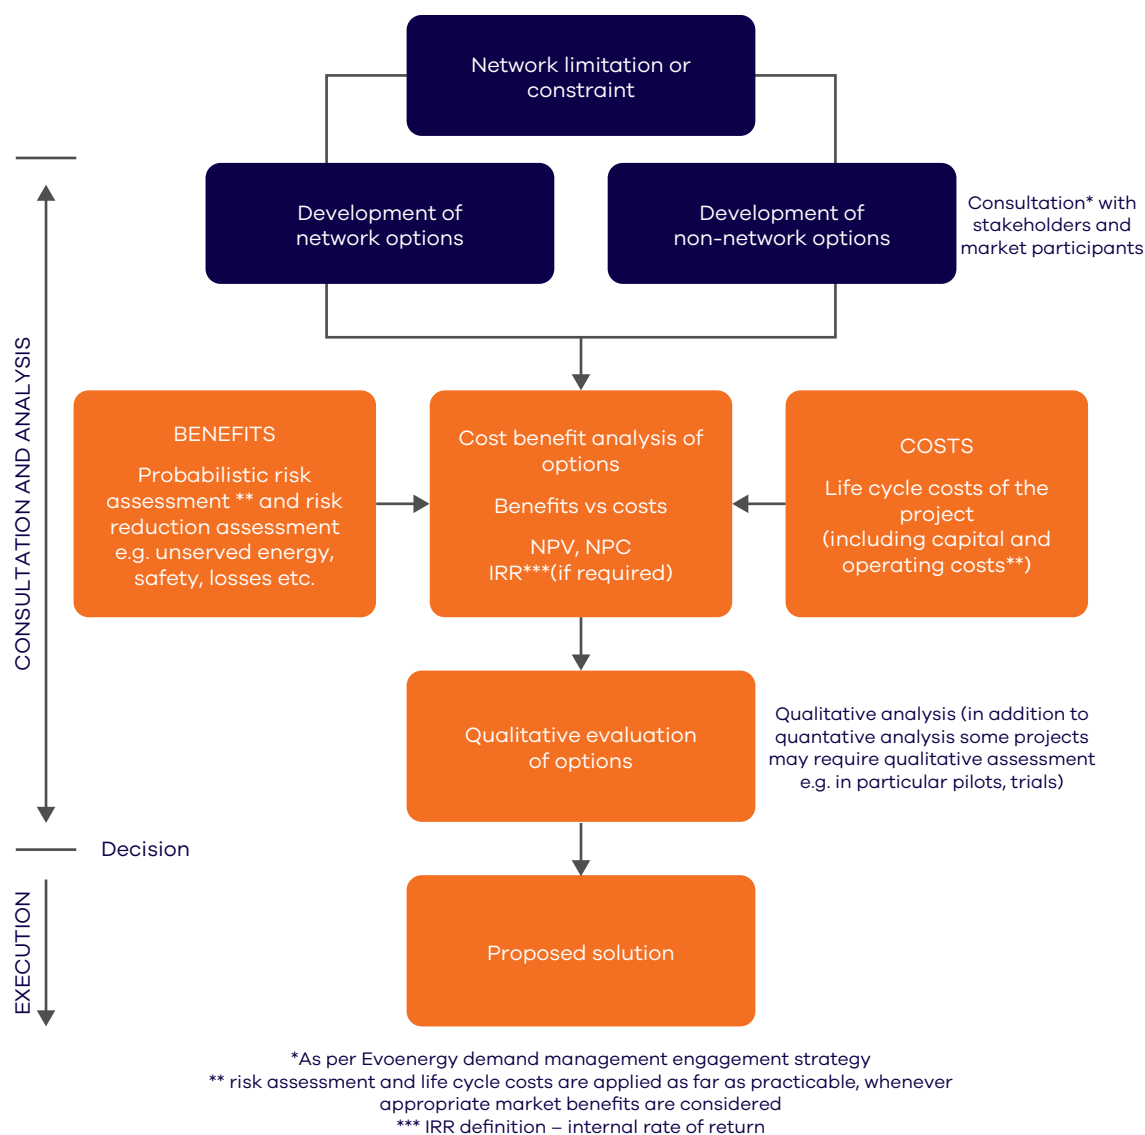 Network limitation or
constraint
Development of
network options
Development of
non-network options
Consultation* with
stakeholders and
market participants
CONSULTATION AND ANALYSIS
BENEFITS
Probabilistic risk
assessment ** and risk
reduction assessment
e.g. unserved energy,
safety, losses etc.
Cost benefit analysis of
options
Benefits vs costs
NPV, NPC
IRR***(if required)
COSTS
Life cycle costs of the
project
(including capital and
operating costs**)
Qualitative evaluation
of options
Qualitative analysis (in addition to
quantative analysis some projects
may require qualitative assessment
e.g. in particular pilots, trials)
Decision
EXECUTION
Proposed solution
*As per Evoenergy demand management engagement strategy
** risk assessment and life cycle costs are applied as far as practicable, whenever
appropriate market benefits are considered
*** IRR definition – internal rate of return